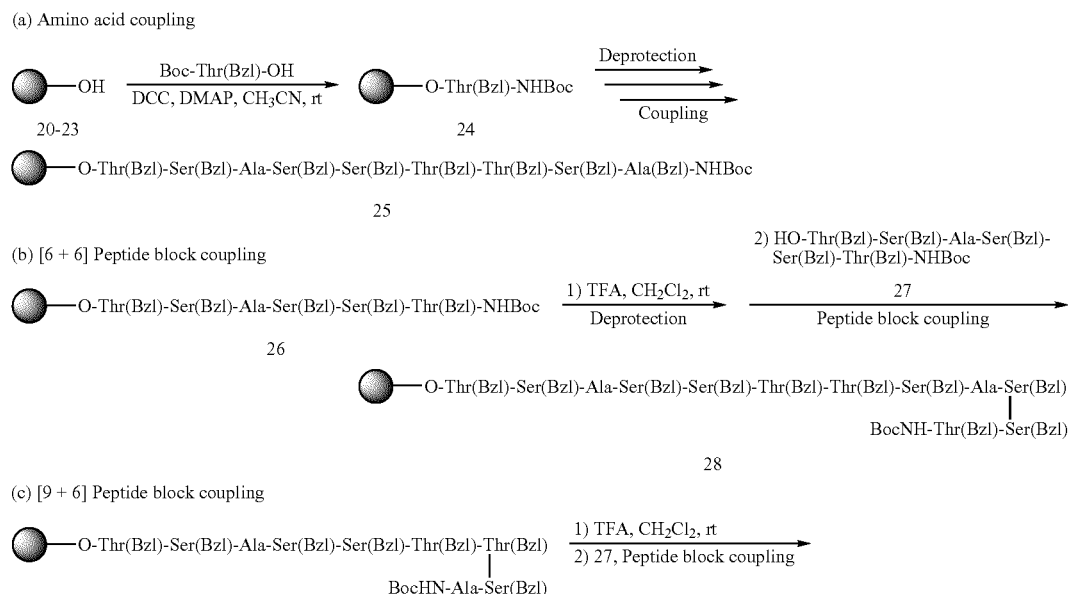 (a) Amino acid coupling
OH
Boc-Thr(Bzl)-OH
DCC, DMAP, CH₃CN, rt
O-Thr(Bzl)-NHBoc
Deprotection
Coupling
20-23
24
O-Thr(Bzl)-Ser(Bzl)-Ala-Ser(Bzl)-Ser(Bzl)-Thr(Bzl)-Thr(Bzl)-Ser(Bzl)-Ala(Bzl)-NHBoc
25
(b) [6 + 6] Peptide block coupling
O-Thr(Bzl)-Ser(Bzl)-Ala-Ser(Bzl)-Ser(Bzl)-Thr(Bzl)-NHBoc
26
1) TFA, CH₂Cl₂, rt
Deprotection
2) HO-Thr(Bzl)-Ser(Bzl)-Ala-Ser(Bzl)-
Ser(Bzl)-Thr(Bzl)-NHBoc
27
Peptide block coupling
O-Thr(Bzl)-Ser(Bzl)-Ala-Ser(Bzl)-Ser(Bzl)-Thr(Bzl)-Thr(Bzl)-Ser(Bzl)-Ala-Ser(Bzl)
BocNH-Thr(Bzl)-Ser(Bzl)
28
(c) [9 + 6] Peptide block coupling
O-Thr(Bzl)-Ser(Bzl)-Ala-Ser(Bzl)-Ser(Bzl)-Thr(Bzl)-Thr(Bzl)
BocHN-Ala-Ser(Bzl)
1) TFA, CH₂Cl₂, rt
2) 27, Peptide block coupling